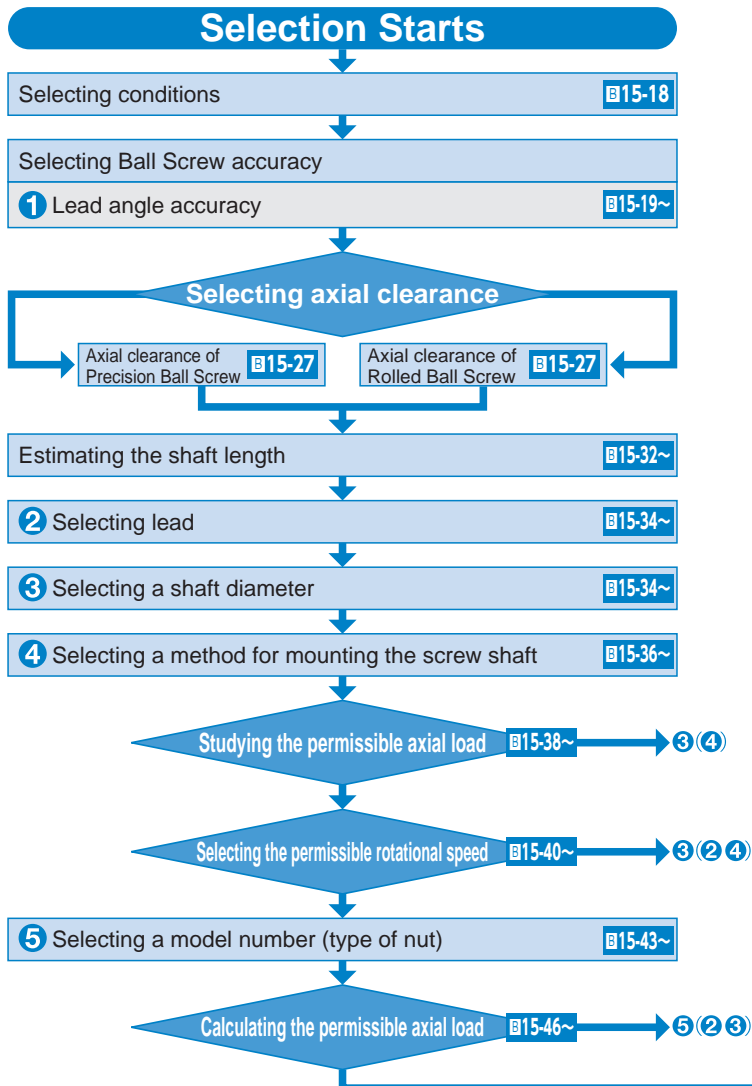 Selection Starts
Selecting conditions B15-18
Selecting Ball Screw accuracy
1 Lead angle accuracy B15-19~
Selecting axial clearance
Axial clearance of
Precision Ball Screw B15-27
Axial clearance of
Rolled Ball Screw B15-27
Estimating the shaft length B15-32~
2 Selecting lead B15-34~
3 Selecting a shaft diameter B15-34~
4 Selecting a method for mounting the screw shaft B15-36~
Studying the permissible axial load B15-38~ 3(4)
Selecting the permissible rotational speed B15-40~ 3(2 4)
5 Selecting a model number (type of nut) B15-43~
Calculating the permissible axial load B15-46~ 5(2 3)